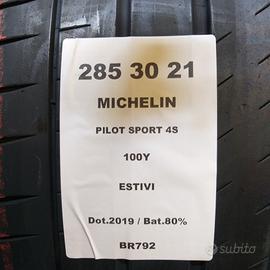 285 30 21
MICHELIN
PILOT SPORT 4S
100Y
ESTIVI
Dot.2019 / Bat.80%
BR792
subito